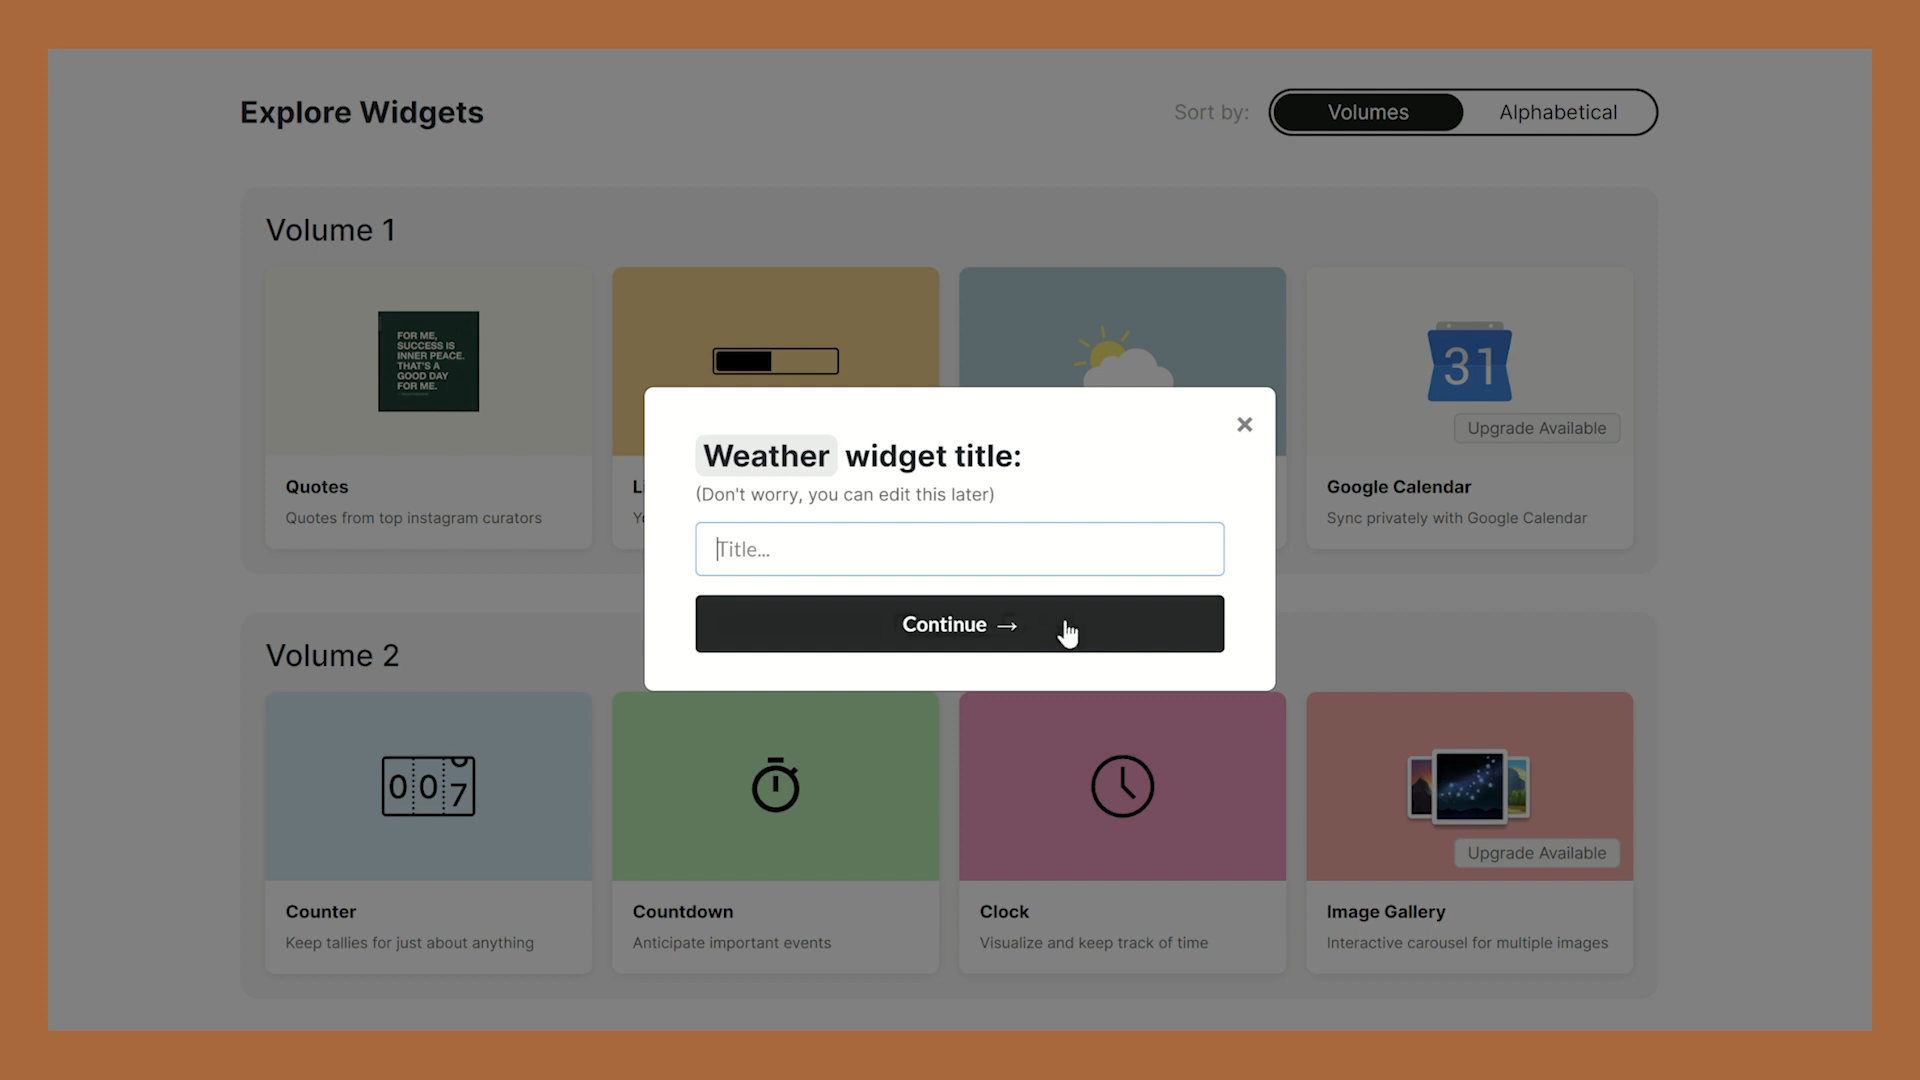 Explore Widgets
Sort by:
Volumes
Alphabetical
Volume 1
FOR ME,
SUCCESS IS
INNER PEACE.
THAT'S A
GOOD DAY
FOR ME.
31
Upgrade Available
Quotes
Quotes from top instagram curators
Google Calendar
Sync privately with Google Calendar
Weather widget title:
(Don't worry, you can edit this later)
Title...
Continue →
Volume 2
007
Upgrade Available
Counter
Keep tallies for just about anything
Countdown
Anticipate important events
Clock
Visualize and keep track of time
Image Gallery
Interactive carousel for multiple images